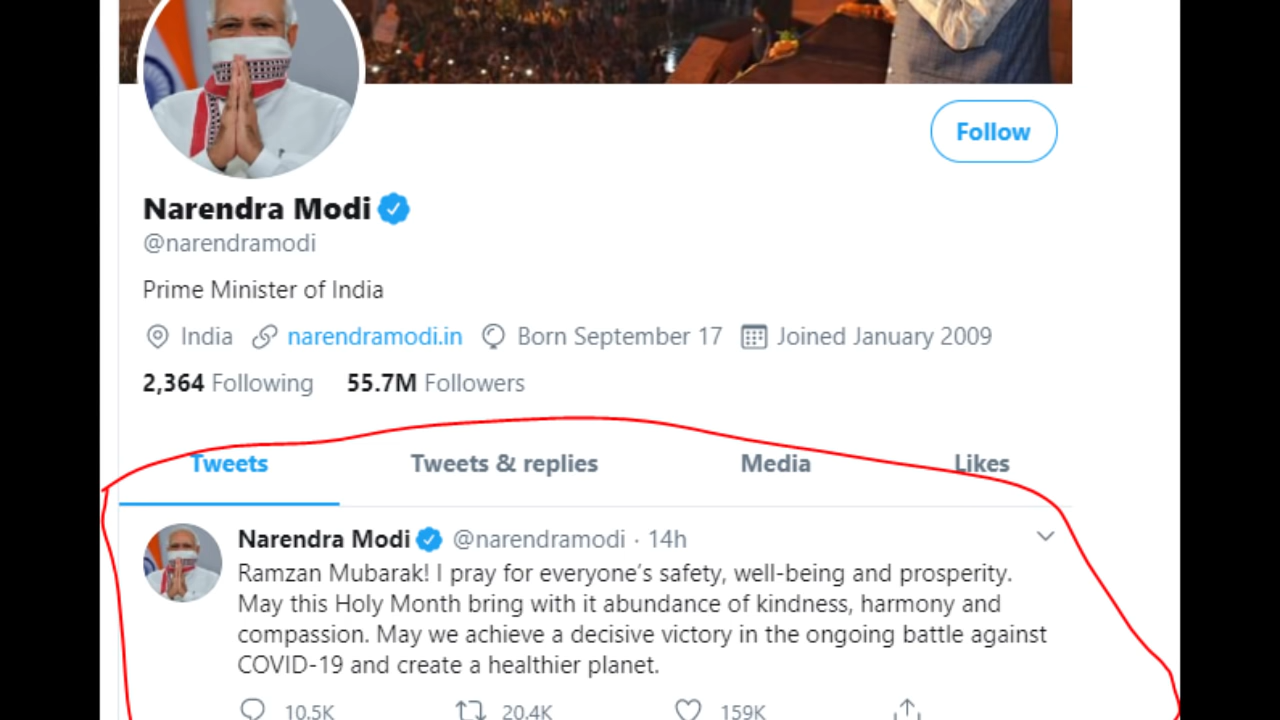 Follow
Narendra Modi
@narendramodi
Prime Minister of India
India narendramodi.in Born September 17 Joined January 2009
2,364 Following 55.7M Followers
Tweets Tweets & replies Media Likes
Narendra Modi @narendramodi · 14h
Ramzan Mubarak! I pray for everyone's safety, well-being and prosperity.
May this Holy Month bring with it abundance of kindness, harmony and
compassion. May we achieve a decisive victory in the ongoing battle against
COVID-19 and create a healthier planet.
10.5K 20.4K 159K